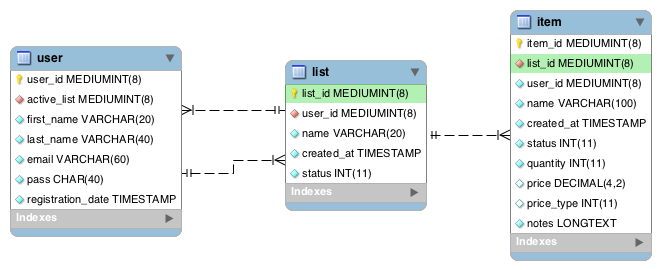 user
user_id MEDIUMINT(8)
active_list MEDIUMINT(8)
first_name VARCHAR(20)
last_name VARCHAR(40)
email VARCHAR(60)
pass CHAR(40)
registration_date TIMESTAMP
Indexes
list
list_id MEDIUMINT(8)
user_id MEDIUMINT(8)
name VARCHAR(20)
created_at TIMESTAMP
status INT(11)
Indexes
item
item_id MEDIUMINT(8)
list_id MEDIUMINT(8)
user_id MEDIUMINT(8)
name VARCHAR(100)
created_at TIMESTAMP
status INT(11)
quantity INT(11)
price DECIMAL(4,2)
price_type INT(11)
notes LONGTEXT
Indexes